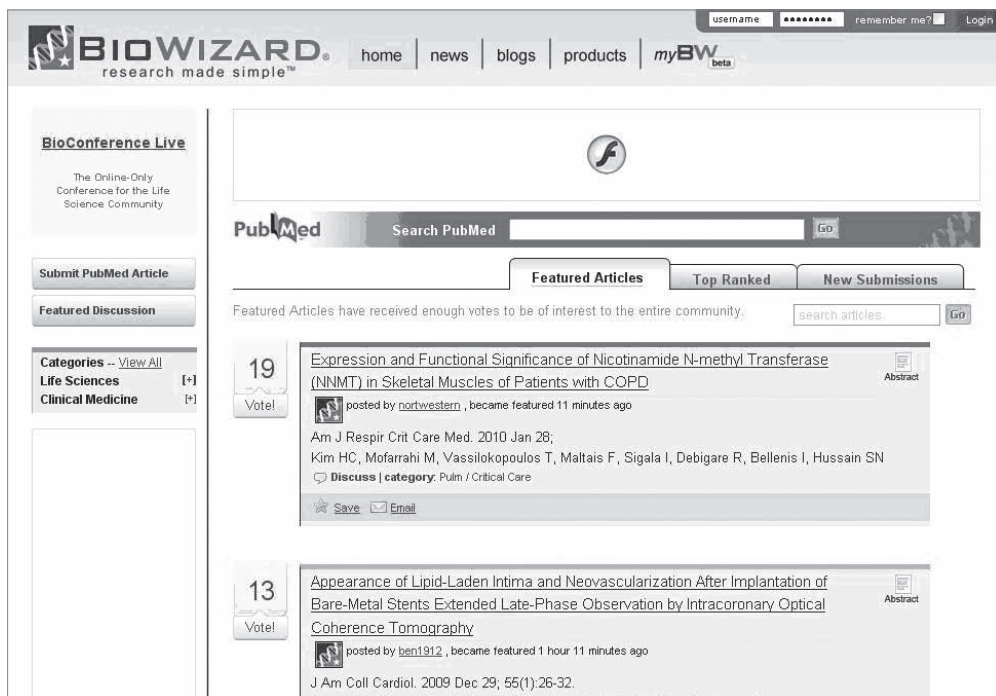 username ●●●●●●●● remember me? Login
BIOWIZARD®
research made simple™
home | news | blogs | products | myBW beta
BioConference Live
The Online-Only
Conference for the Life
Science Community
PubMed Search PubMed Go
Submit PubMed Article
Featured Discussion
Categories -- View All
Life Sciences [+]
Clinical Medicine [+]
Featured Articles Top Ranked New Submissions
Featured Articles have received enough votes to be of interest to the entire community. search articles Go
19
Vote!
Expression and Functional Significance of Nicotinamide N-methyl Transferase
(NNMT) in Skeletal Muscles of Patients with COPD
Abstract
posted by nortwestern , became featured 11 minutes ago
Am J Respir Crit Care Med. 2010 Jan 28;
Kim HC, Mofarrahi M, Vassilokopoulos T, Maltais F, Sigala I, Debigare R, Bellenis I, Hussain SN
Discuss | category: Pulm / Critical Care
Save Email
13
Vote!
Appearance of Lipid-Laden Intima and Neovascularization After Implantation of
Bare-Metal Stents Extended Late-Phase Observation by Intracoronary Optical
Coherence Tomography
Abstract
posted by ben1912 , became featured 1 hour 11 minutes ago
J Am Coll Cardiol. 2009 Dec 29; 55(1):26-32.